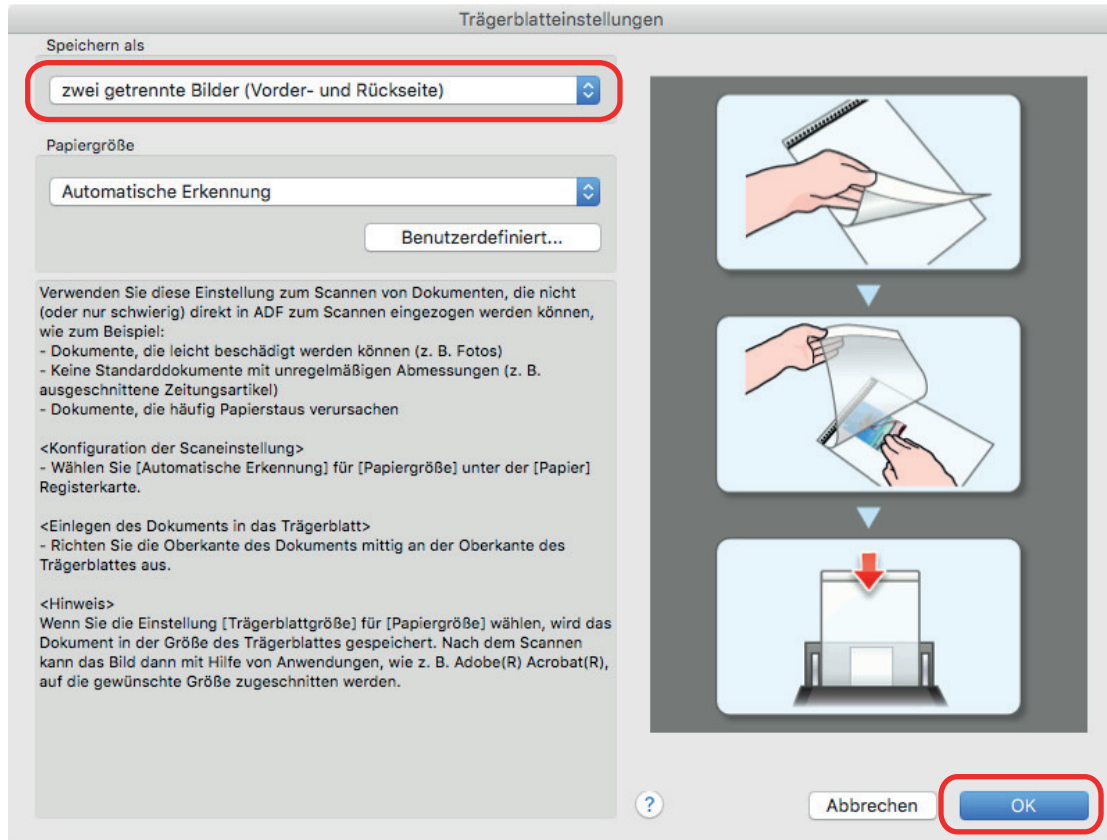 Trägerblatteinstellungen
Speichern als
zwei getrennte Bilder (Vorder- und Rückseite)
Papiergröße
Automatische Erkennung
Benutzerdefiniert...
Verwenden Sie diese Einstellung zum Scannen von Dokumenten, die nicht
(oder nur schwierig) direkt in ADF zum Scannen eingezogen werden können,
wie zum Beispiel:
- Dokumente, die leicht beschädigt werden können (z. B. Fotos)
- Keine Standarddokumente mit unregelmäßigen Abmessungen (z. B.
ausgeschnittene Zeitungsartikel)
- Dokumente, die häufig Papierstaus verursachen
<Konfiguration der Scaneinstellung>
- Wählen Sie [Automatische Erkennung] für [Papiergröße] unter der [Papier]
Registerkarte.
<Einlegen des Dokuments in das Trägerblatt>
- Richten Sie die Oberkante des Dokuments mittig an der Oberkante des
Trägerblattes aus.
<Hinweis>
Wenn Sie die Einstellung [Trägerblattgröße] für [Papiergröße] wählen, wird das
Dokument in der Größe des Trägerblattes gespeichert. Nach dem Scannen
kann das Bild dann mit Hilfe von Anwendungen, wie z. B. Adobe(R) Acrobat(R),
auf die gewünschte Größe zugeschnitten werden.
?
Abbrechen
OK